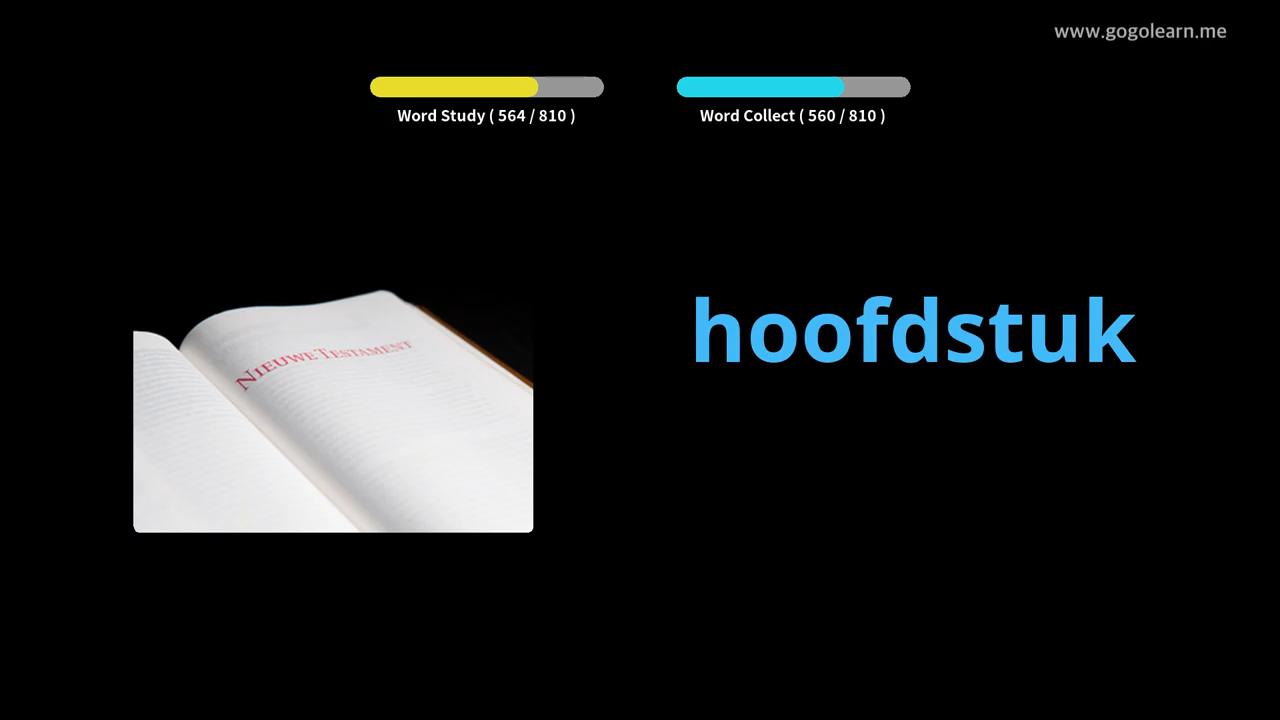 www.gogolearn.me
Word Study ( 564 / 810 )
Word Collect ( 560 / 810 )
NIEUWE TESTAMENT
hoofdstuk